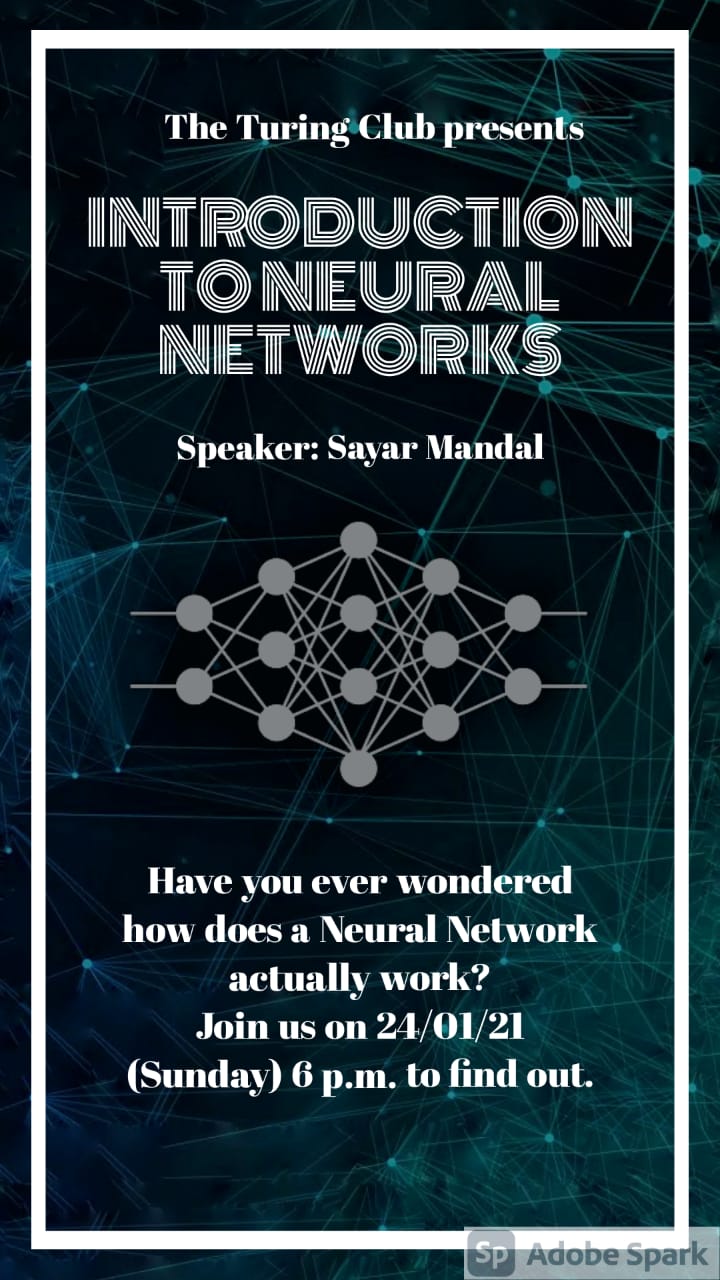 The Turing Club presents
INTRODUCTION
TO NEURAL
NETWORKS
Speaker: Sayar Mandal
Have you ever wondered
how does a Neural Network
actually work?
Join us on 24/01/21
(Sunday) 6 p.m. to find out.
Sp Adobe Spark